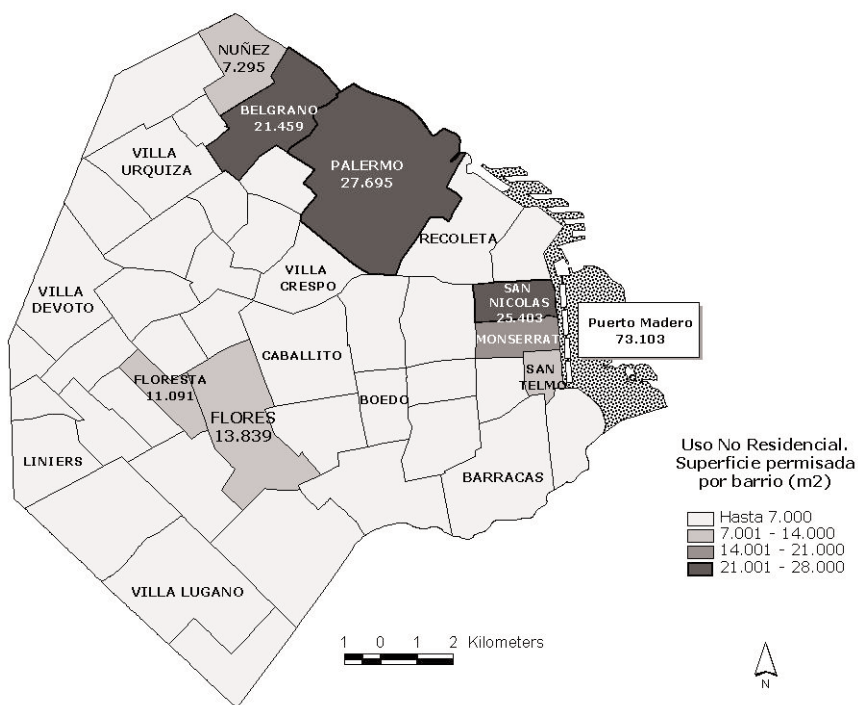 NUÑEZ
7.295
BELGRANO
21.459
VILLA
URQUIZA
PALERMO
27.695
RECOLETA
VILLA
CRESPO
VILLA
DEVOTO
SAN
NICOLAS
25.403
MONSERRAT
Puerto Madero
73.103
CABALLITO
FLORESTA
11.091
SAN
TELMO
BOEDO
FLORES
13.839
LINIERS
BARRACAS
VILLA LUGANO
Uso No Residencial.
Superficie permisada
por barrio (m2)
Hasta 7.000
7.001 - 14.000
14.001 - 21.000
21.001 - 28.000
1 0 1 2 Kilometers
N